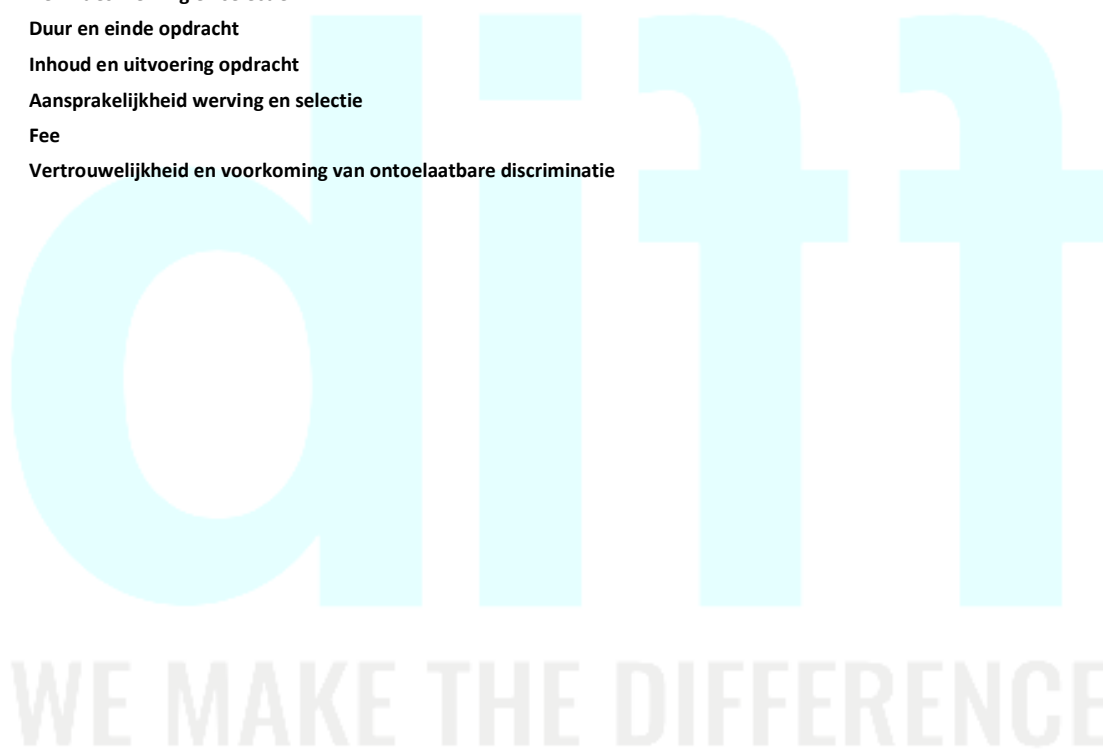 Duur en einde opdracht
Inhoud en uitvoering opdracht
Aansprakelijkheid werving en selectie
Fee
Vertrouwelijkheid en voorkoming van ontoelaatbare discriminatie
diff
WE MAKE THE DIFFERENCE